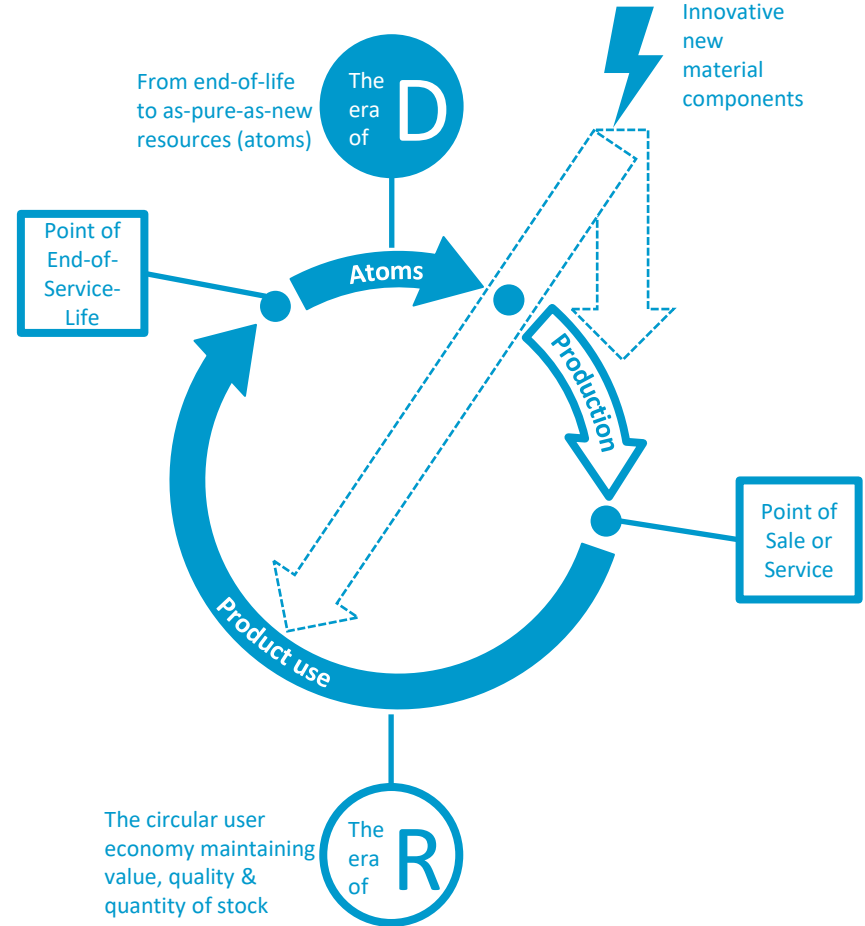 Innovative
new
material
components
From end-of-life
to as-pure-as-new
resources (atoms)
The
era
of
D
Point of
End-of-
Service-
Life
Atoms
Production
Point of
Sale or
Service
Product use
The circular user
economy maintaining
value, quality &
quantity of stock
The
era
of
R